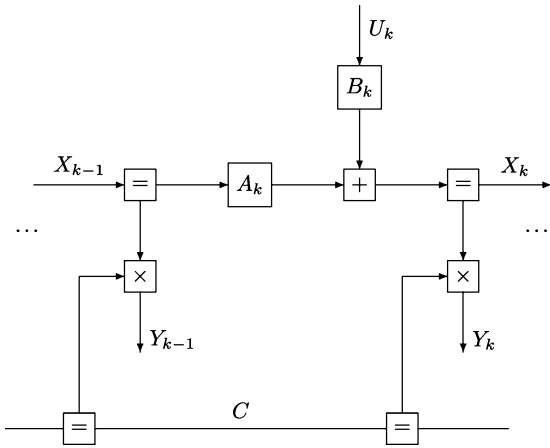 U_k
B_k
X_{k-1} = A_k + = X_k
... ...
× ×
Y_{k-1} Y_k
C
= =